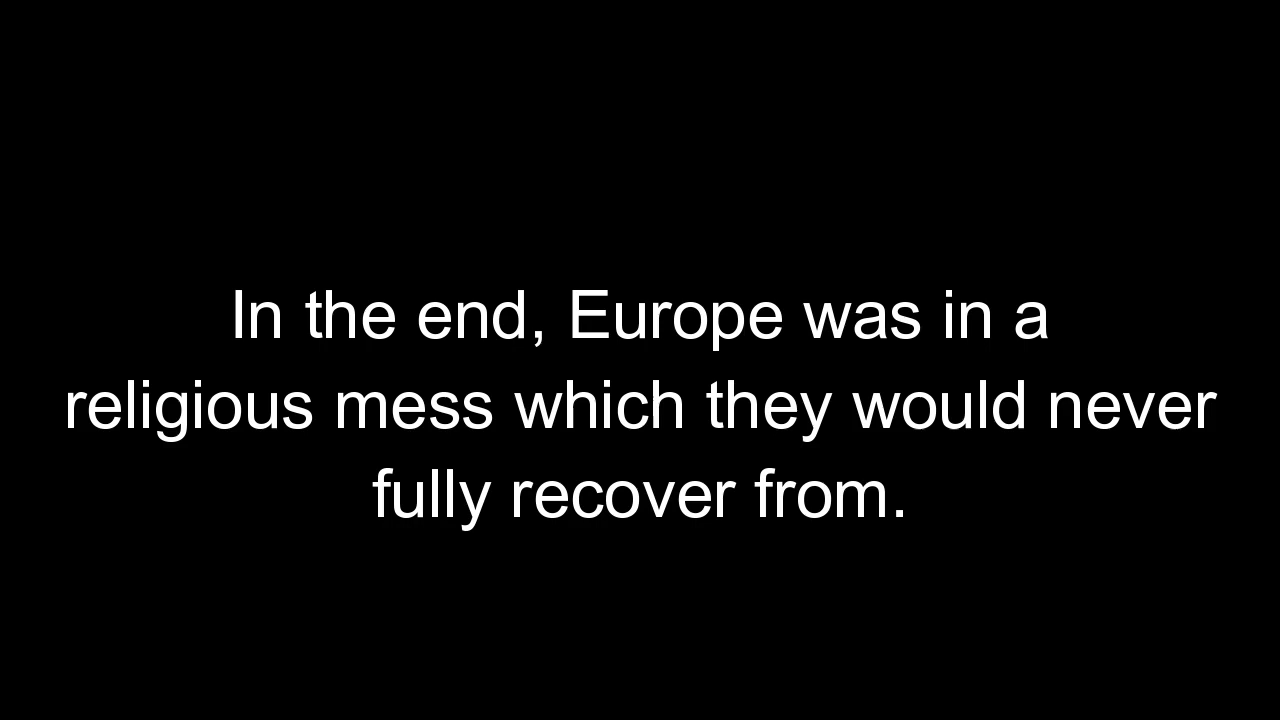 In the end, Europe was in a
religious mess which they would never
fully recover from.